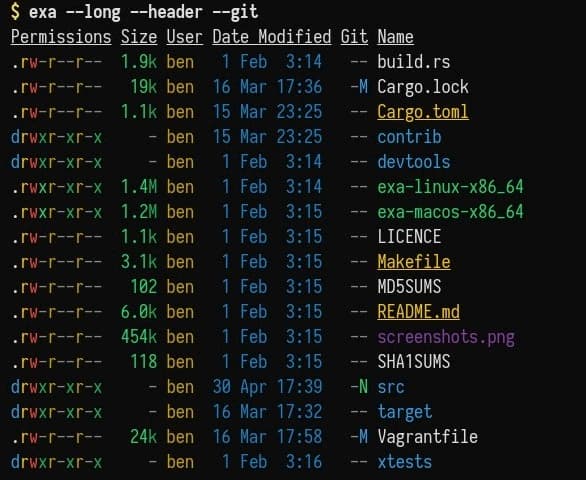 $ exa --long --header --git
Permissions Size User Date Modified Git Name
.rw-r--r-- 1.9k ben 1 Feb 3:14 -- build.rs
.rw-r--r-- 19k ben 16 Mar 17:36 -M Cargo.lock
.rw-r--r-- 1.1k ben 15 Mar 23:25 -- Cargo.toml
drwxr-xr-x - ben 15 Mar 23:25 -- contrib
drwxr-xr-x - ben 1 Feb 3:14 -- devtools
.rwxr-xr-x 1.4M ben 1 Feb 3:14 -- exa-linux-x86_64
.rwxr-xr-x 1.2M ben 1 Feb 3:15 -- exa-macos-x86_64
.rw-r--r-- 1.1k ben 1 Feb 3:15 -- LICENCE
.rw-r--r-- 3.1k ben 1 Feb 3:15 -- Makefile
.rw-r--r-- 102 ben 1 Feb 3:15 -- MD5SUMS
.rw-r--r-- 6.0k ben 1 Feb 3:15 -- README.md
.rw-r--r-- 454k ben 1 Feb 3:15 -- screenshots.png
.rw-r--r-- 118 ben 1 Feb 3:15 -- SHA1SUMS
drwxr-xr-x - ben 30 Apr 17:39 -N src
drwxr-xr-x - ben 16 Mar 17:32 -- target
.rw-r--r-- 24k ben 16 Mar 17:58 -M Vagrantfile
drwxr-xr-x - ben 1 Feb 3:16 -- xtests